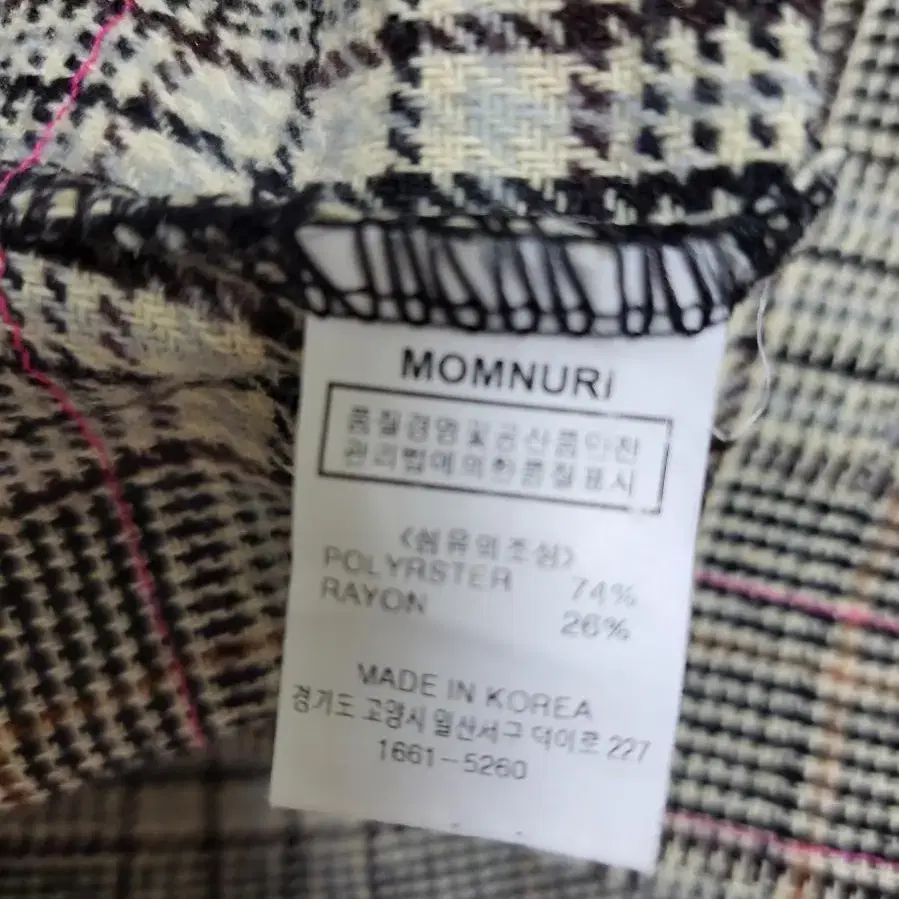 MOMNURi
품질경영및공산품안전
관리법에의한품질표시
<섬유의조성>
POLYRSTER 74%
RAYON 26%
MADE IN KOREA
경기도 고양시 일산서구 덕이로 227
1661-5260